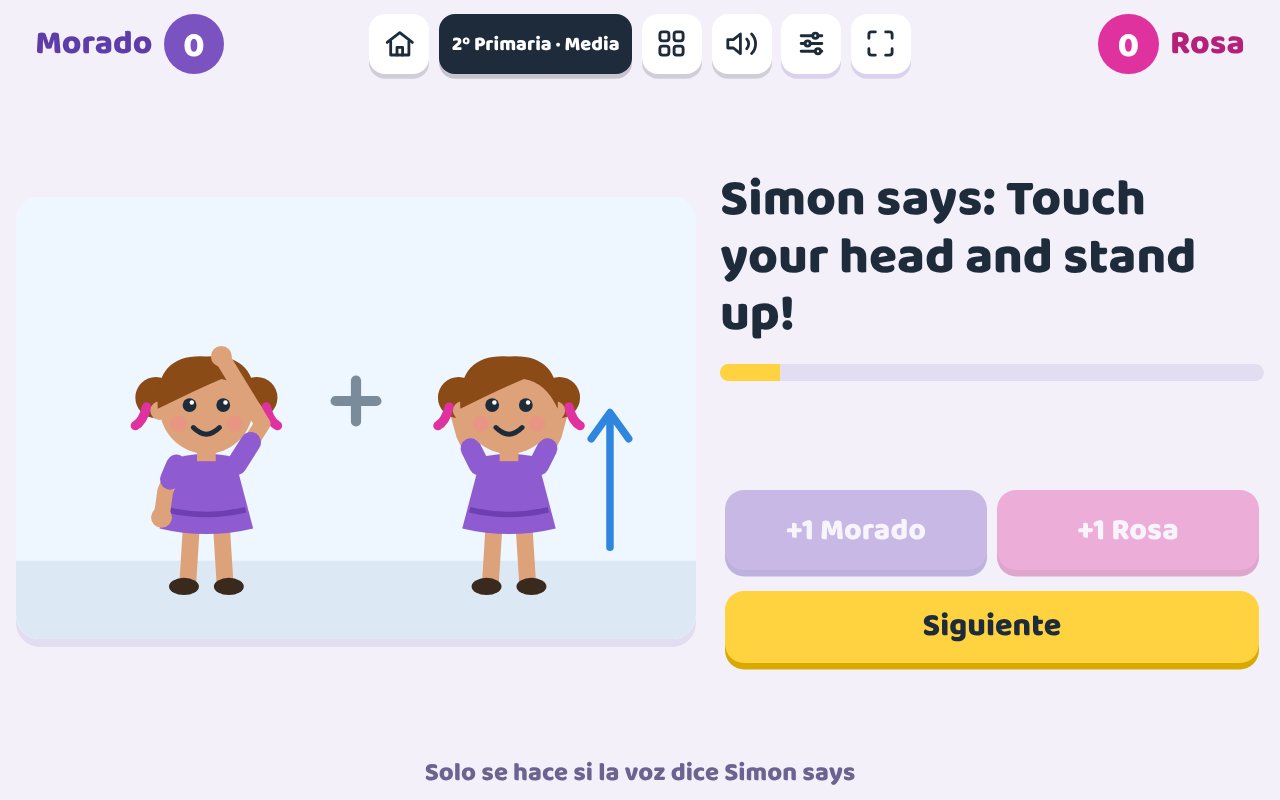 Morado 0
2º Primaria · Media
0 Rosa
Simon says: Touch
your head and stand
up!
+1 Morado
+1 Rosa
Siguiente
Solo se hace si la voz dice Simon says